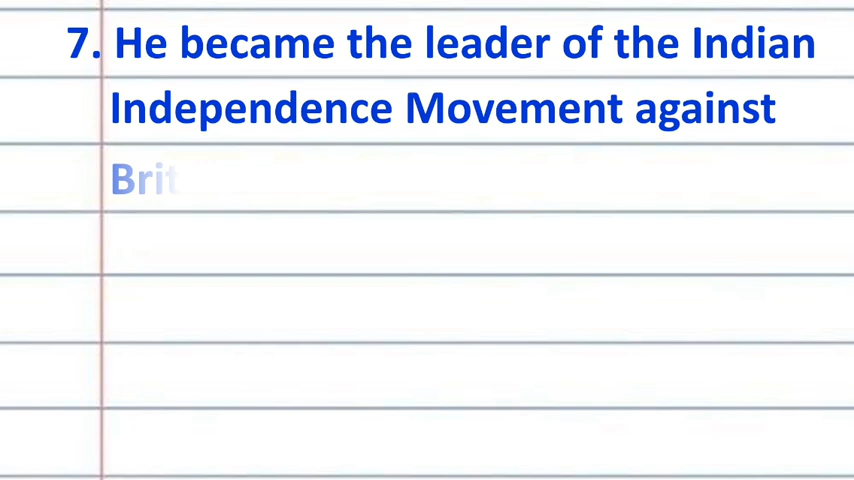 7. He became the leader of the Indian
Independence Movement against
Brit